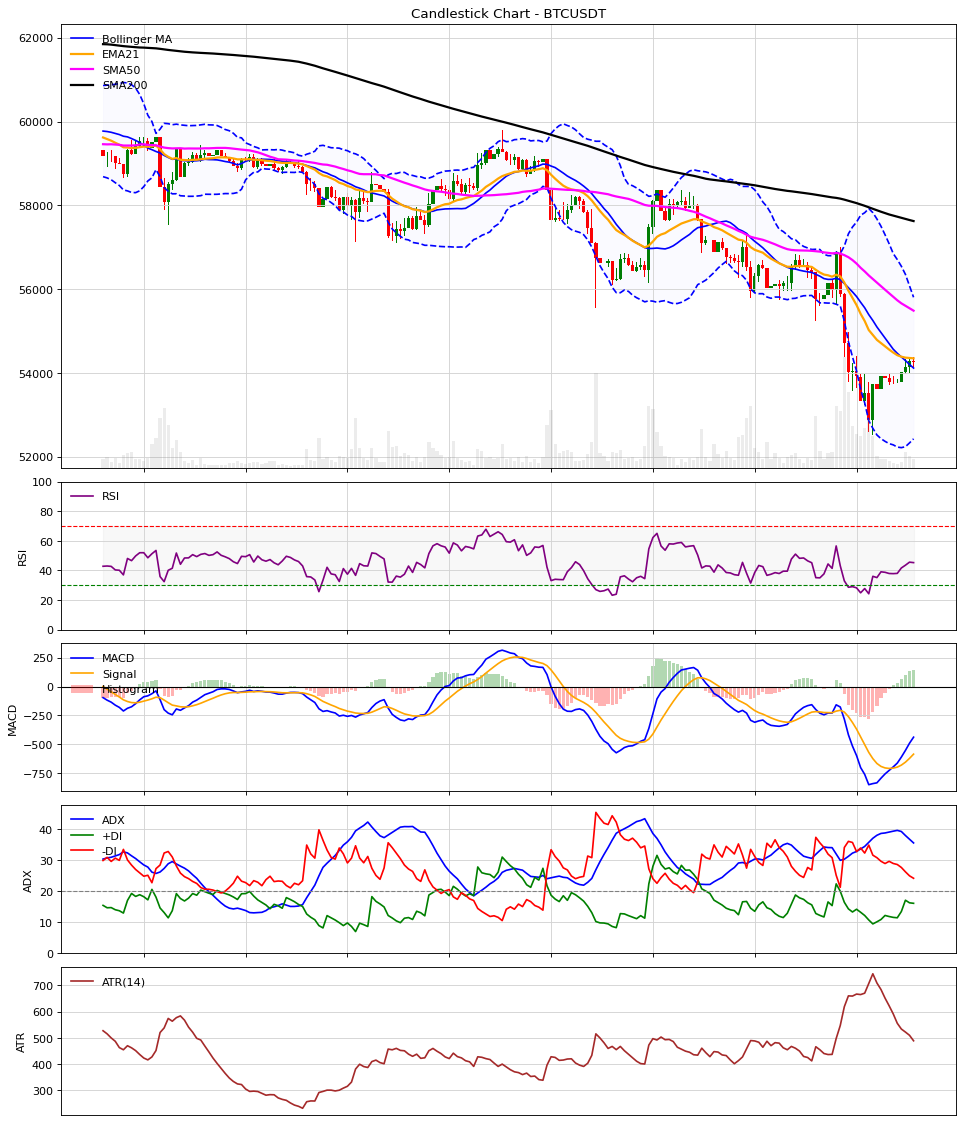 Candlestick Chart - BTCUSDT
62000
60000
58000
56000
54000
52000
Bollinger MA
EMA21
SMA50
SMA200
RSI
100
80
60
40
20
0
RSI
MACD
250
0
−250
−500
−750
MACD
Signal
Histogram
ADX
40
30
20
10
0
ADX
+DI
-DI
ATR
700
600
500
400
300
ATR(14)